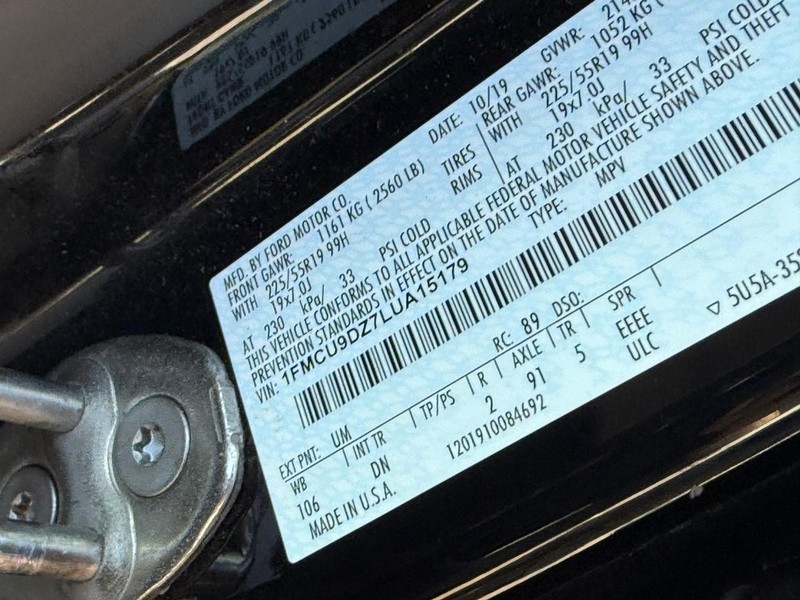 MFD. BY FORD MOTOR CO. DATE: 10/19 GVWR:
FRONT GAWR: 1161 KG ( 2560 LB) REAR GAWR: 1052 KG (
WITH 225/55R19 99H TIRES WITH 225/55R19 99H
19x7.0J RIMS 19x7.0J
AT 230 kPa/ 33 PSI COLD AT 230 kPa/ 33 PSI COLD
THIS VEHICLE CONFORMS TO ALL APPLICABLE FEDERAL MOTOR VEHICLE SAFETY AND THEFT
PREVENTION STANDARDS IN EFFECT ON THE DATE OF MANUFACTURE SHOWN ABOVE.
VIN: 1FMCU9DZ7LUA15179 TYPE: MPV
EXT PNT: UM RC: 89 DSO:
WB INT TR TP/PS R AXLE TR SPR
106 DN 2 91 5 EEEE
MADE IN U.S.A. 1201910084692 ULC
▽ 5U5A-35